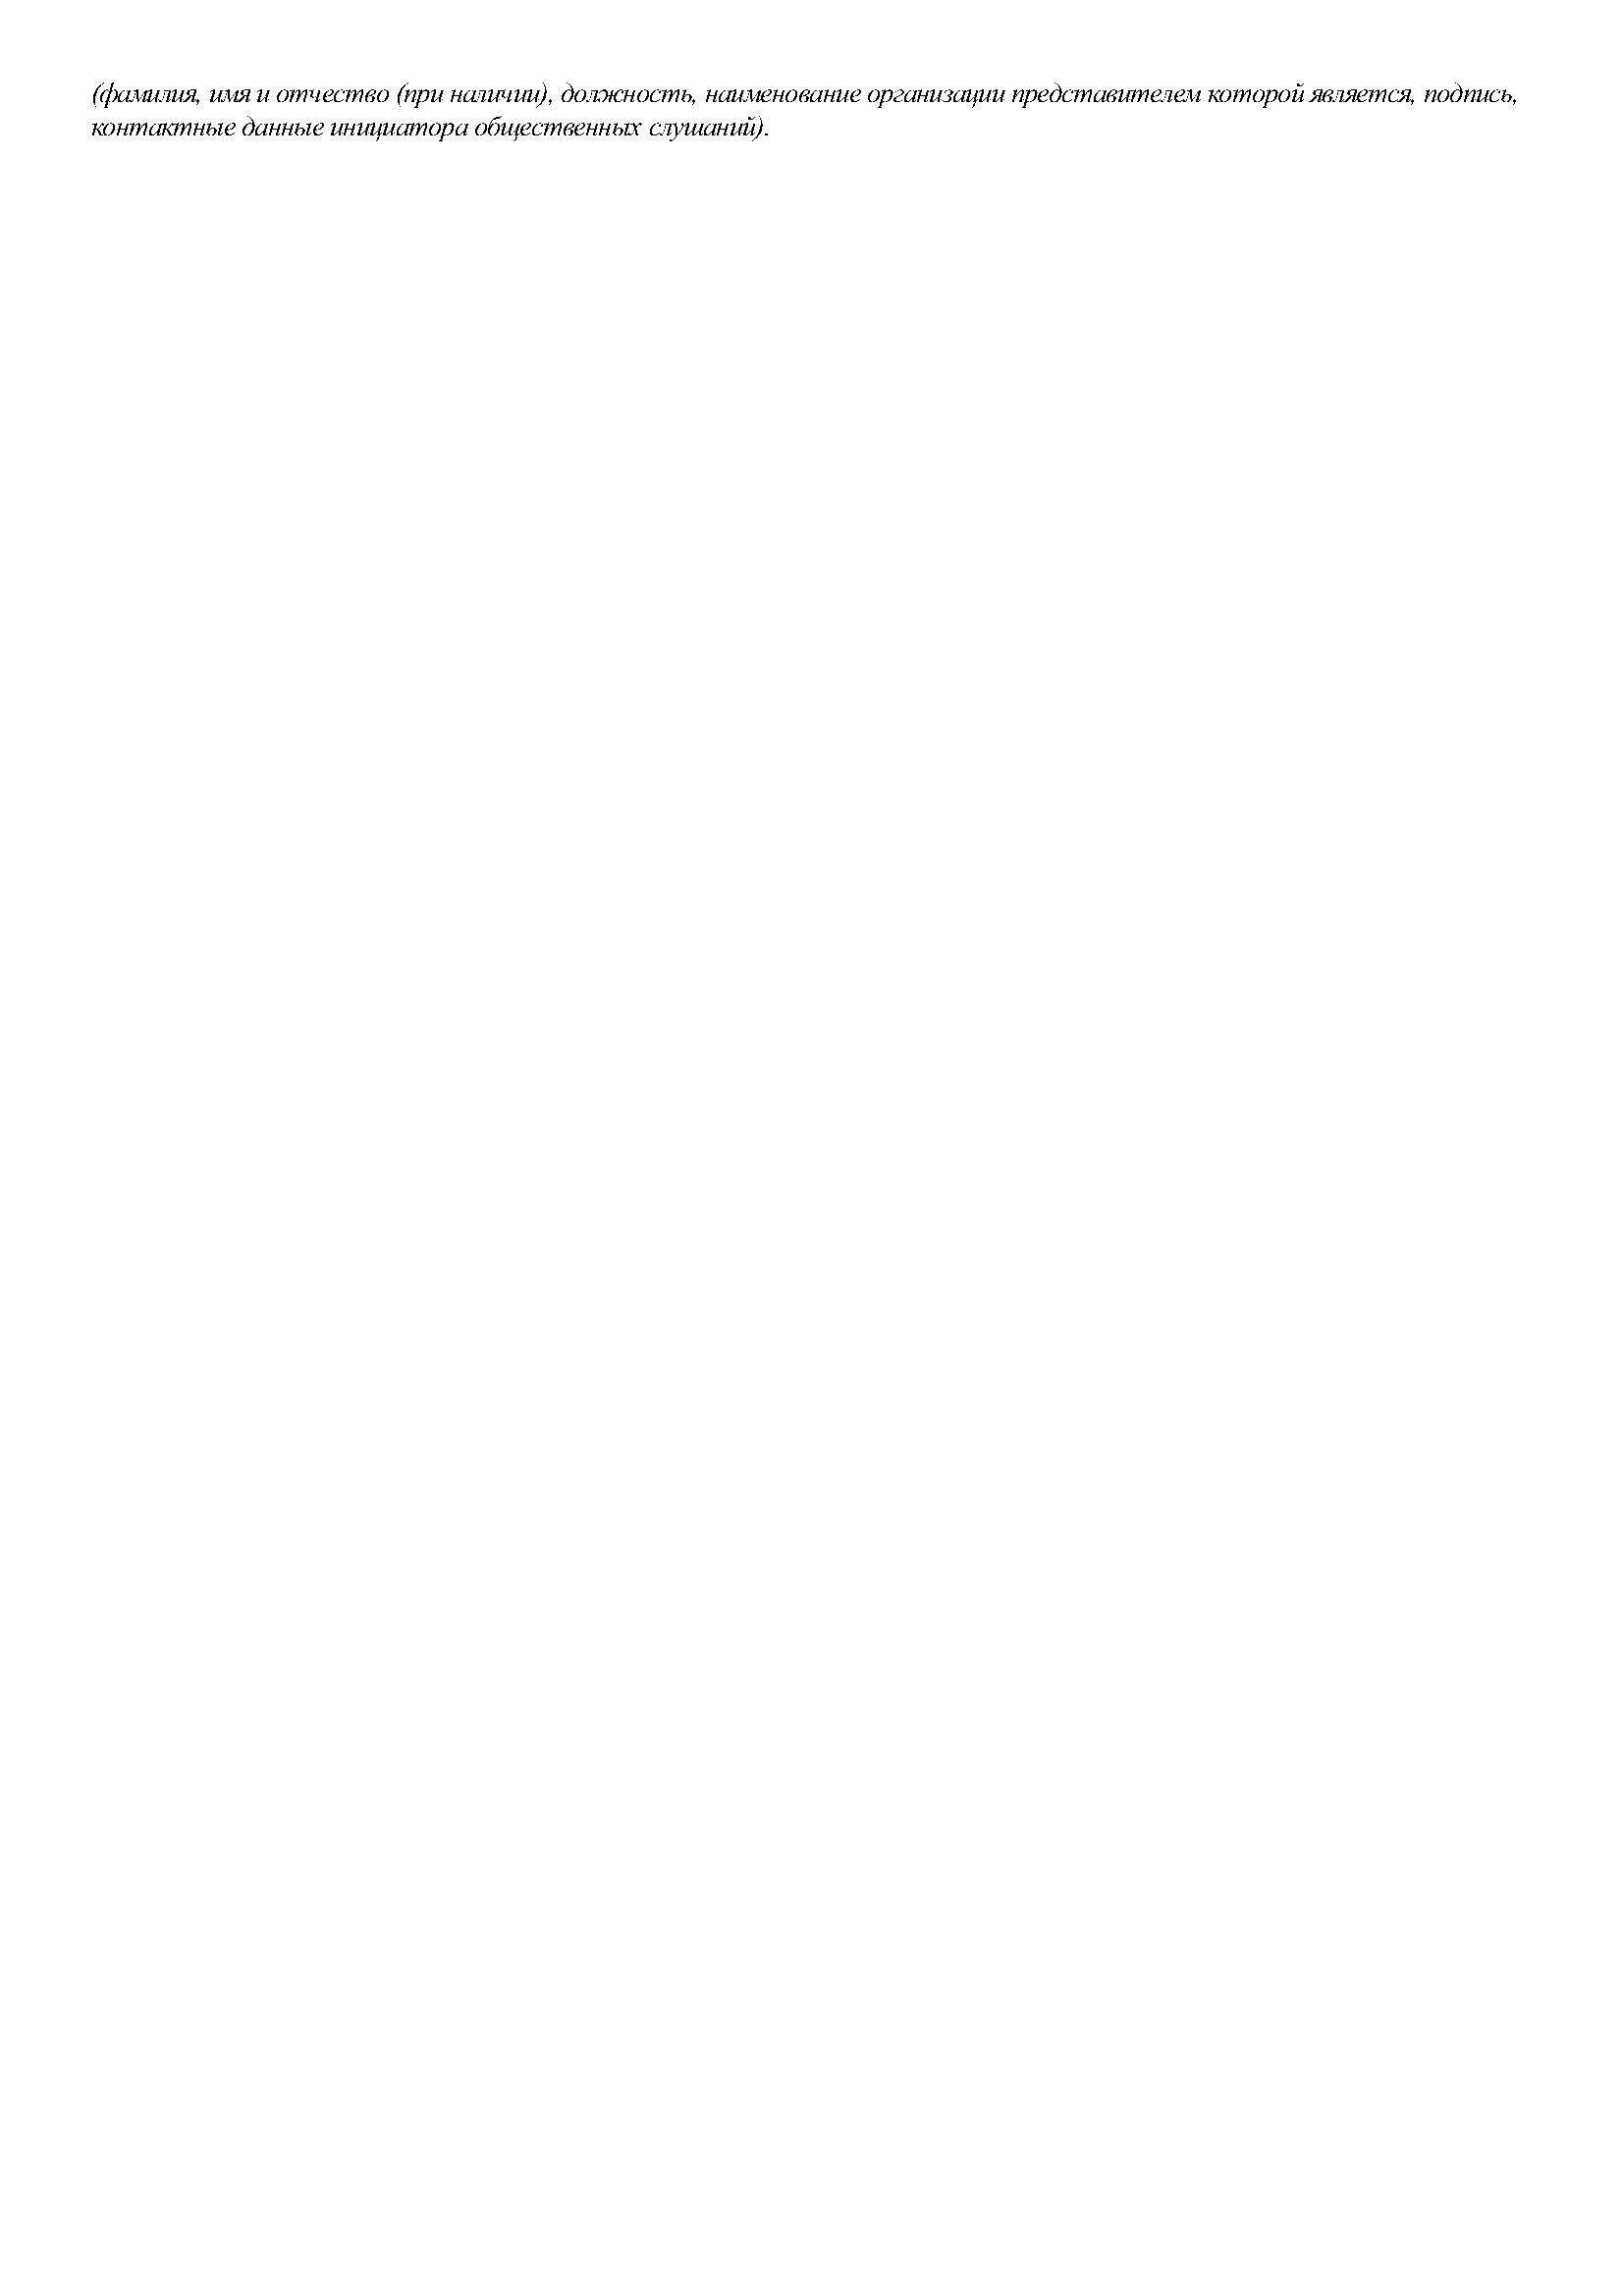 (фамилия, имя и отчество (при наличии), должность, наименование организации представителем которой является, подпись,
контактные данные инициатора общественных слушаний).